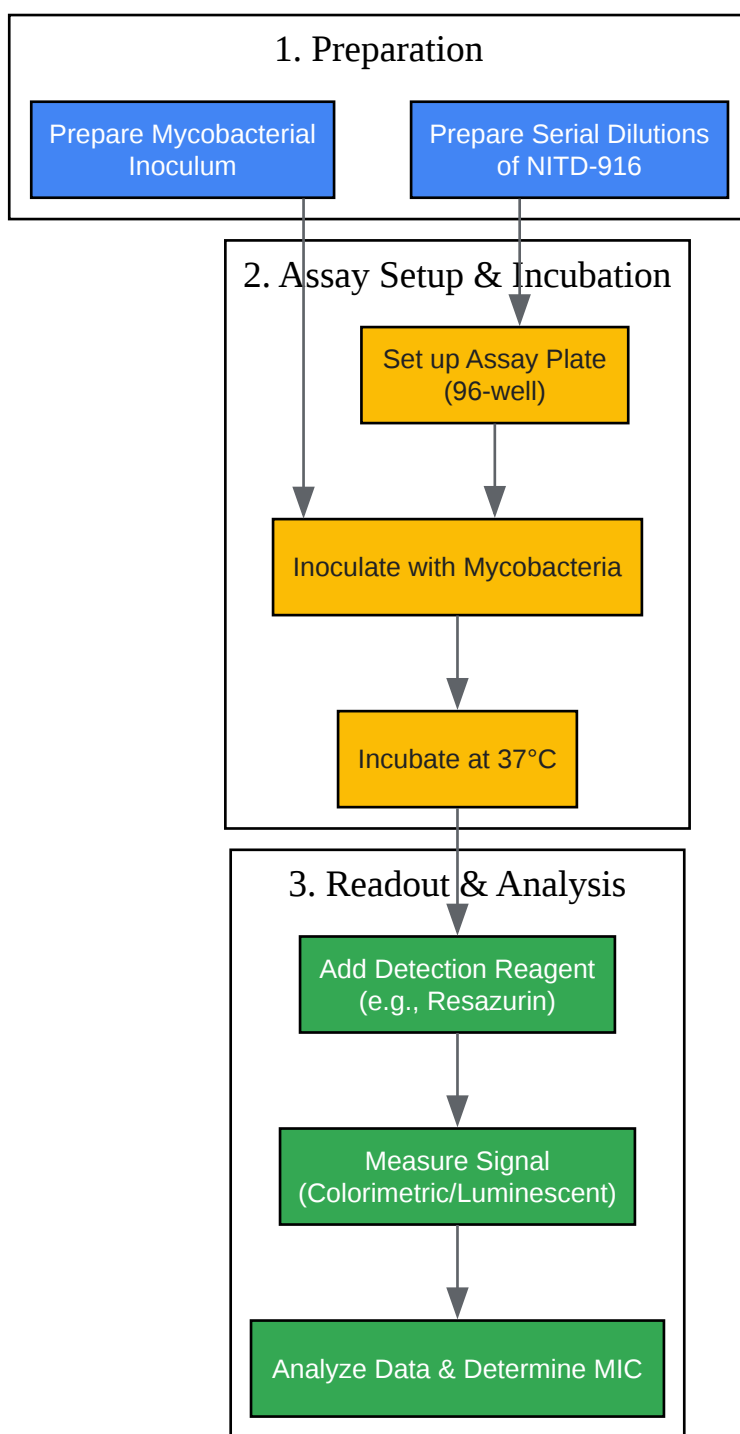 1. Preparation
Prepare Mycobacterial
Inoculum
Prepare Serial Dilutions
of NITD-916
2. Assay Setup & Incubation
Set up Assay Plate
(96-well)
Inoculate with Mycobacteria
Incubate at 37°C
3. Readout & Analysis
Add Detection Reagent
(e.g., Resazurin)
Measure Signal
(Colorimetric/Luminescent)
Analyze Data & Determine MIC